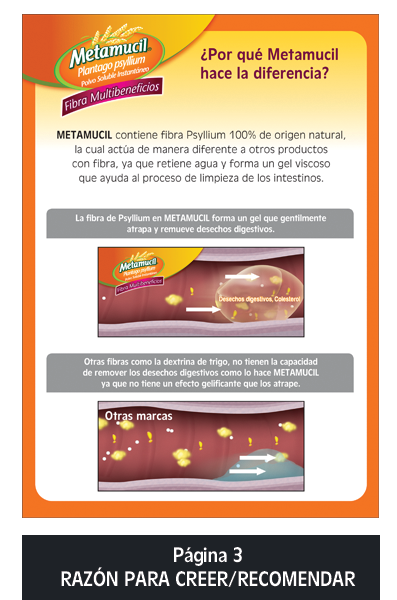 Metamucil
Plantago psyllium
Polvo Soluble Instantáneo
Fibra Multibeneficios
¿Por qué Metamucil
hace la diferencia?
METAMUCIL contiene fibra Psyllium 100% de origen natural,
la cual actúa de manera diferente a otros productos
con fibra, ya que retiene agua y forma un gel viscoso
que ayuda al proceso de limpieza de los intestinos.
La fibra de Psyllium en METAMUCIL forma un gel que gentilmente
atrapa y remueve desechos digestivos.
Metamucil
Plantago psyllium
Fibra Multibeneficios
Desechos digestivos, Colesterol
Otras fibras como la dextrina de trigo, no tienen la capacidad
de remover los desechos digestivos como lo hace METAMUCIL
ya que no tiene un efecto gelificante que los atrape.
Otras marcas
Página 3
RAZÓN PARA CREER/RECOMENDAR